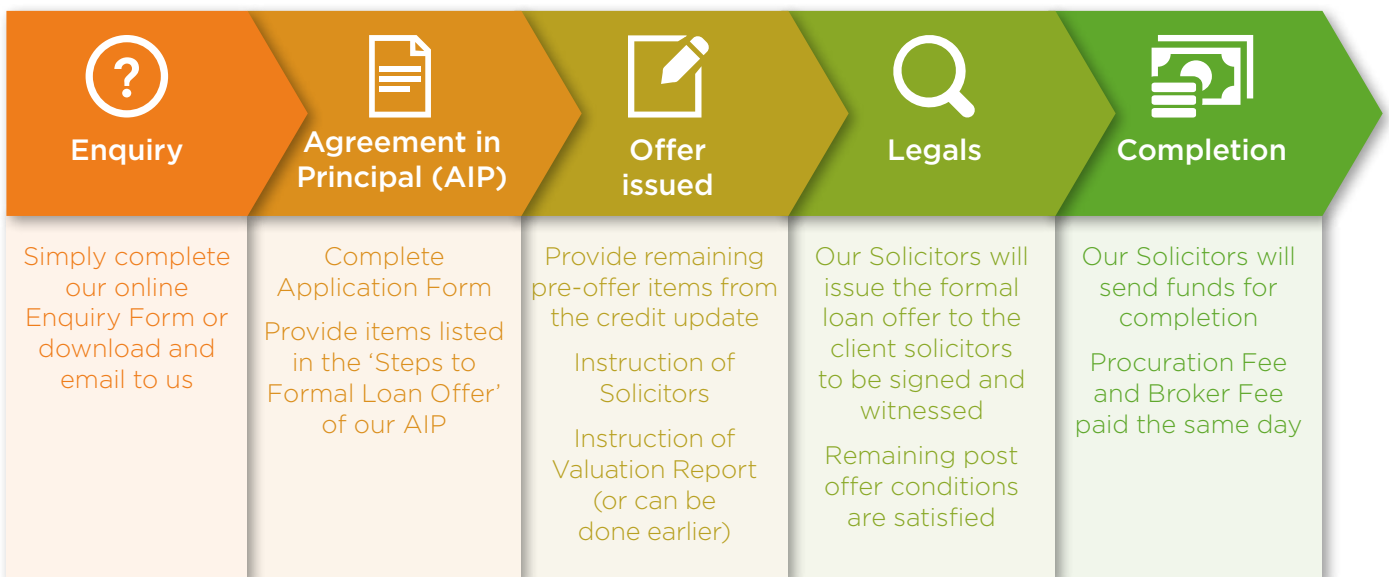 ?
Enquiry
Simply complete
our online
Enquiry Form or
download and
email to us
Agreement in
Principal (AIP)
Complete
Application Form
Provide items listed
in the ‘Steps to
Formal Loan Offer’
of our AIP
Offer
issued
Provide remaining
pre-offer items from
the credit update
Instruction of
Solicitors
Instruction of
Valuation Report
(or can be
done earlier)
Legals
Our Solicitors will
issue the formal
loan offer to the
client solicitors
to be signed and
witnessed
Remaining post
offer conditions
are satisfied
Completion
Our Solicitors will
send funds for
completion
Procuration Fee
and Broker Fee
paid the same day